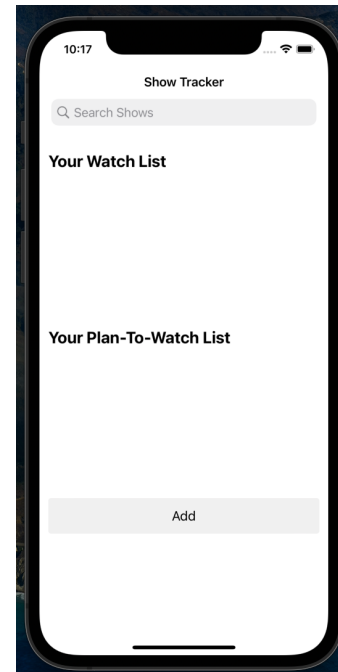 10:17
Show Tracker
Search Shows
Your Watch List
Your Plan-To-Watch List
Add